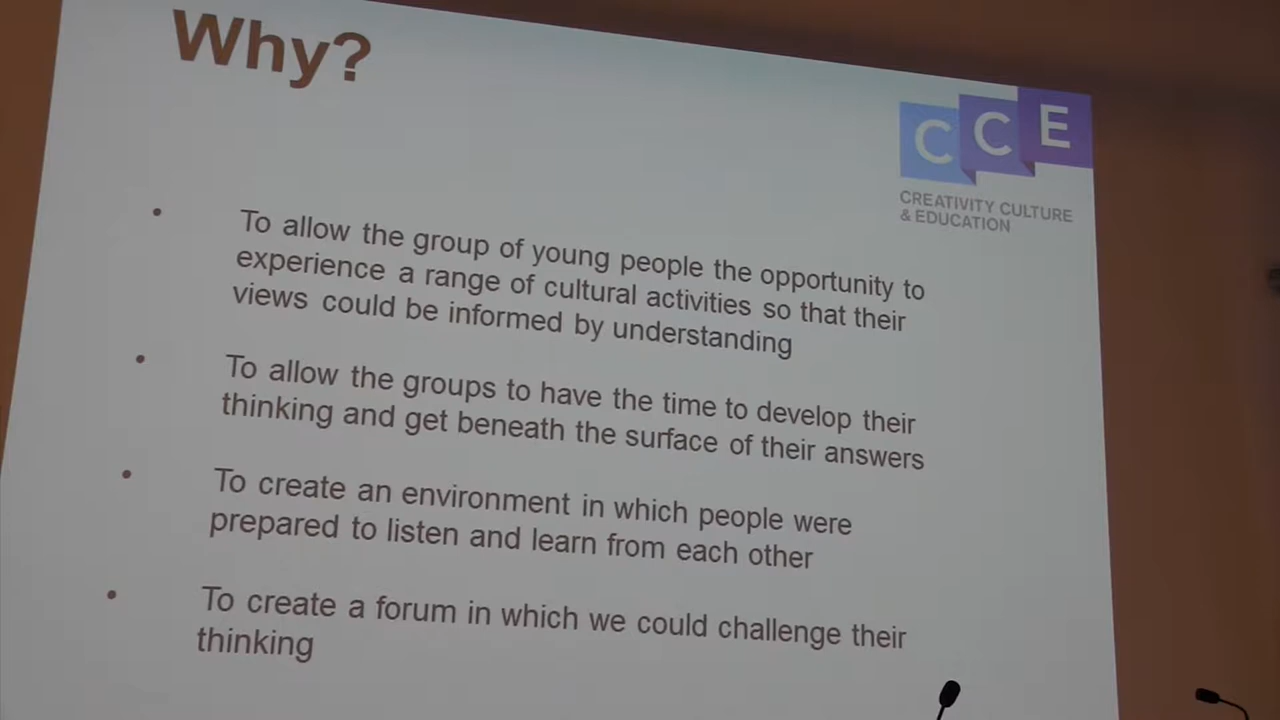 Why?
C C E
CREATIVITY CULTURE
& EDUCATION
• To allow the group of young people the opportunity to
experience a range of cultural activities so that their
views could be informed by understanding
• To allow the groups to have the time to develop their
thinking and get beneath the surface of their answers
• To create an environment in which people were
prepared to listen and learn from each other
• To create a forum in which we could challenge their
thinking